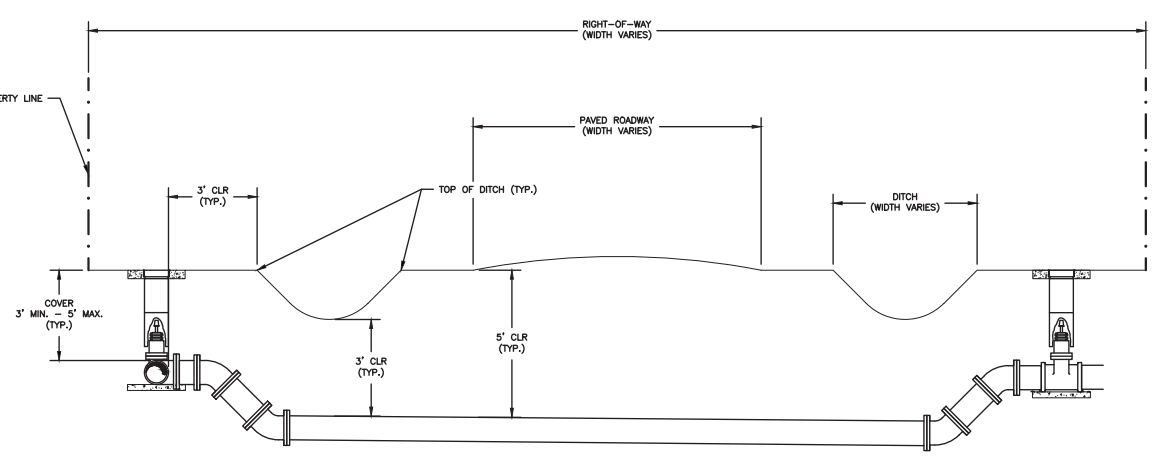 RIGHT-OF-WAY
(WIDTH VARIES)
ERTY LINE
PAVED ROADWAY
(WIDTH VARIES)
3' CLR
(TYP.)
TOP OF DITCH (TYP.)
DITCH
(WIDTH VARIES)
COVER
3' MIN. - 5' MAX.
(TYP.)
3' CLR
(TYP.)
5' CLR
(TYP.)